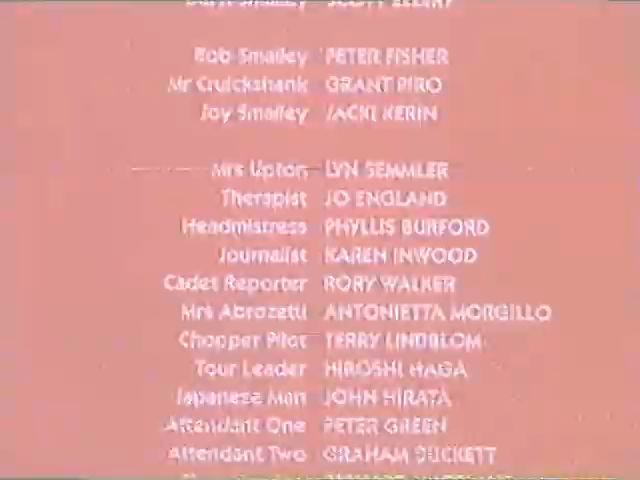 Rob Smalley PETER FISHER
Mr Cruickshank GRANT PIRO
Joy Smalley JACKI KERIN
Mrs Upton LYN SEMMLER
Therapist JO ENGLAND
Headmistress PHYLLIS BURFORD
Journalist KAREN INWOOD
Cadet Reporter RORY WALKER
Mrs Abrozetti ANTONIETTA MORGILLO
Chopper Pilot TERRY LINDBLOM
Tour Leader HIROSHI HAGA
Japanese Man JOHN HIRATA
Attendant One PETER GREEN
Attendant Two GRAHAM DUCKETT